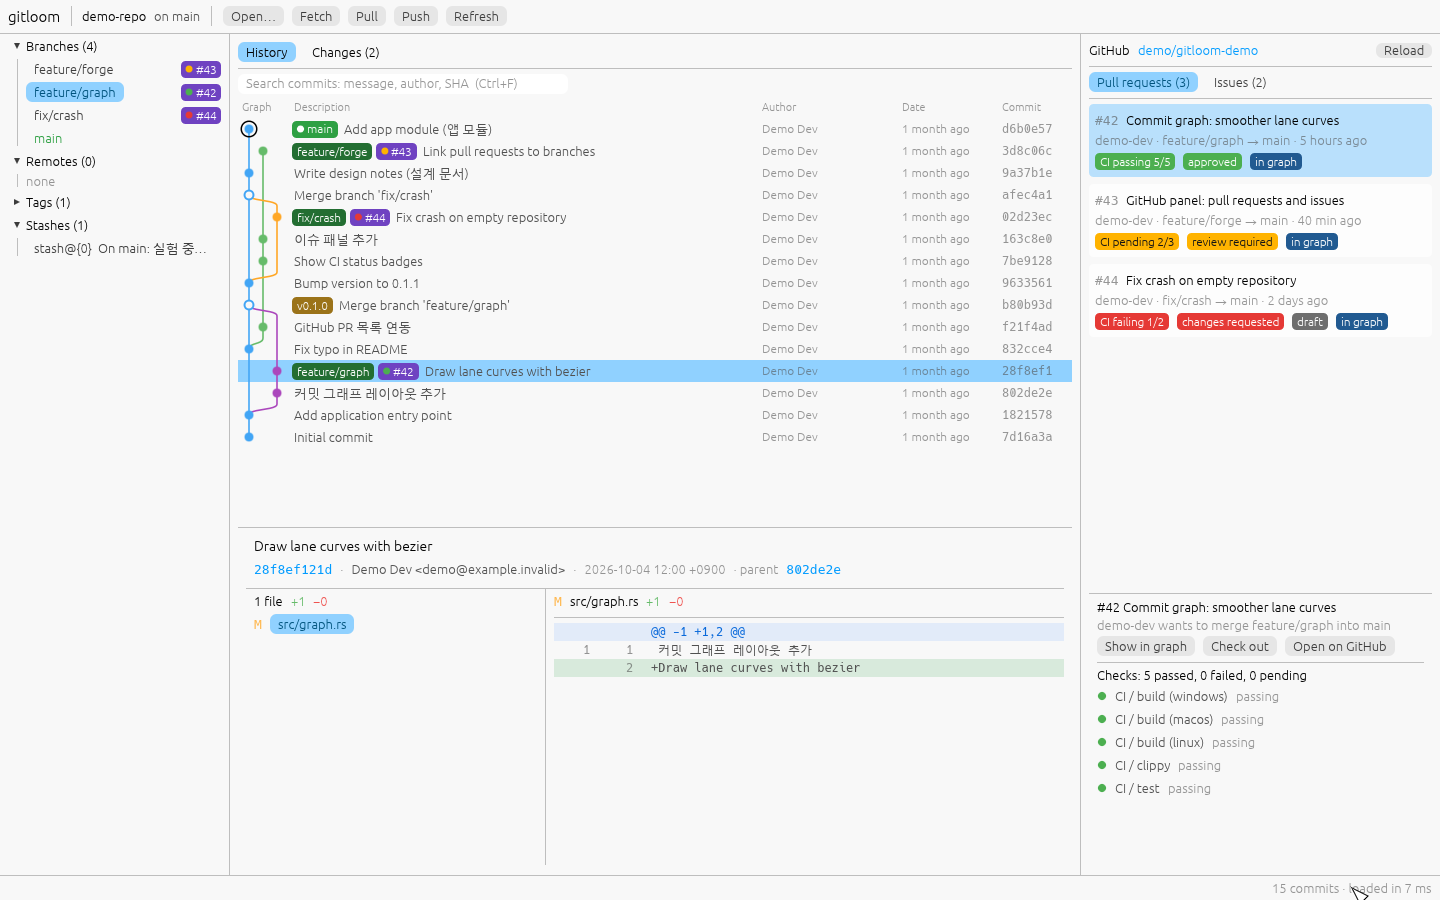 gitloom demo-repo on main Open... Fetch Pull Push Refresh
Branches (4)
feature/forge #43
feature/graph #42
fix/crash #44
main
Remotes (0)
none
Tags (1)
Stashes (1)
stash@{0} On main: 실험 중...
History Changes (2)
Search commits: message, author, SHA (Ctrl+F)
Graph Description Author Date Commit
main Add app module (앱 모듈) Demo Dev 1 month ago d6b0e57
feature/forge #43 Link pull requests to branches Demo Dev 1 month ago 3d8c06c
Write design notes (설계 문서) Demo Dev 1 month ago 9a37b1e
Merge branch 'fix/crash' Demo Dev 1 month ago afec4a1
fix/crash #44 Fix crash on empty repository Demo Dev 1 month ago 02d23ec
이슈 패널 추가 Demo Dev 1 month ago 163c8e0
Show CI status badges Demo Dev 1 month ago 7be9128
Bump version to 0.1.1 Demo Dev 1 month ago 9633561
v0.1.0 Merge branch 'feature/graph' Demo Dev 1 month ago b80b93d
GitHub PR 목록 연동 Demo Dev 1 month ago f21f4ad
Fix typo in README Demo Dev 1 month ago 832cce4
feature/graph #42 Draw lane curves with bezier Demo Dev 1 month ago 28f8ef1
커밋 그래프 레이아웃 추가 Demo Dev 1 month ago 802de2e
Add application entry point Demo Dev 1 month ago 1821578
Initial commit Demo Dev 1 month ago 7d16a3a
Draw lane curves with bezier
28f8ef121d · Demo Dev <demo@example.invalid> · 2026-10-04 12:00 +0900 · parent 802de2e
1 file +1 −0
M src/graph.rs
M src/graph.rs +1 −0
@@ -1 +1,2 @@
1 1 커밋 그래프 레이아웃 추가
2 +Draw lane curves with bezier
GitHub demo/gitloom-demo Reload
Pull requests (3) Issues (2)
#42 Commit graph: smoother lane curves
demo-dev · feature/graph → main · 5 hours ago
CI passing 5/5 approved in graph
#43 GitHub panel: pull requests and issues
demo-dev · feature/forge → main · 40 min ago
CI pending 2/3 review required in graph
#44 Fix crash on empty repository
demo-dev · fix/crash → main · 2 days ago
CI failing 1/2 changes requested draft in graph
#42 Commit graph: smoother lane curves
demo-dev wants to merge feature/graph into main
Show in graph Check out Open on GitHub
Checks: 5 passed, 0 failed, 0 pending
CI / build (windows) passing
CI / build (macos) passing
CI / build (linux) passing
CI / clippy passing
CI / test passing
15 commits · loaded in 7 ms